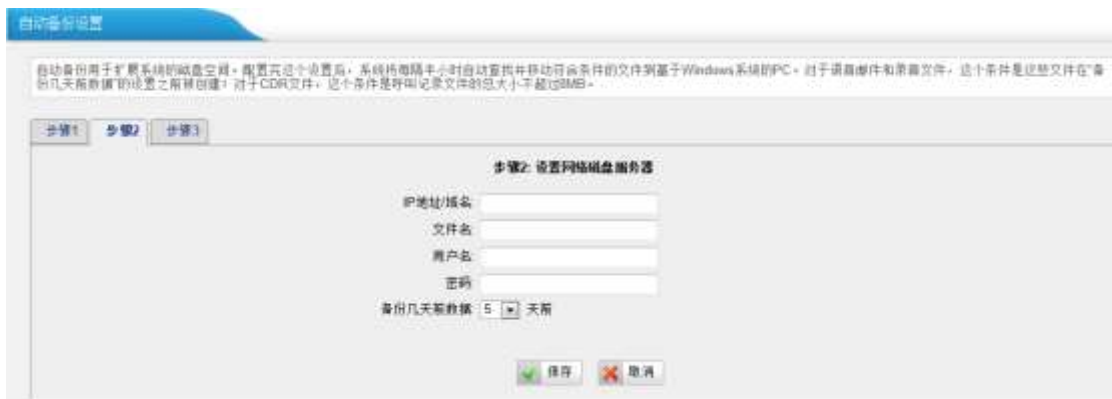 自动备份设置
自动备份用于扩展系统的磁盘空间。配置完这个设置后，系统将每隔半小时自动查找并移动符合条件的文件到基于Windows系统的PC。对于语音邮件和录音文件，这个条件是这些文件在“备
份几天前数据”的设置之前被创建；对于CDR文件，这个条件是呼叫记录文件的总大小不超过8MB。
步骤1 步骤2 步骤3
步骤2: 设置网络磁盘服务器
IP地址/域名
文件名
用户名
密码
备份几天前数据 5 天前
保存 取消